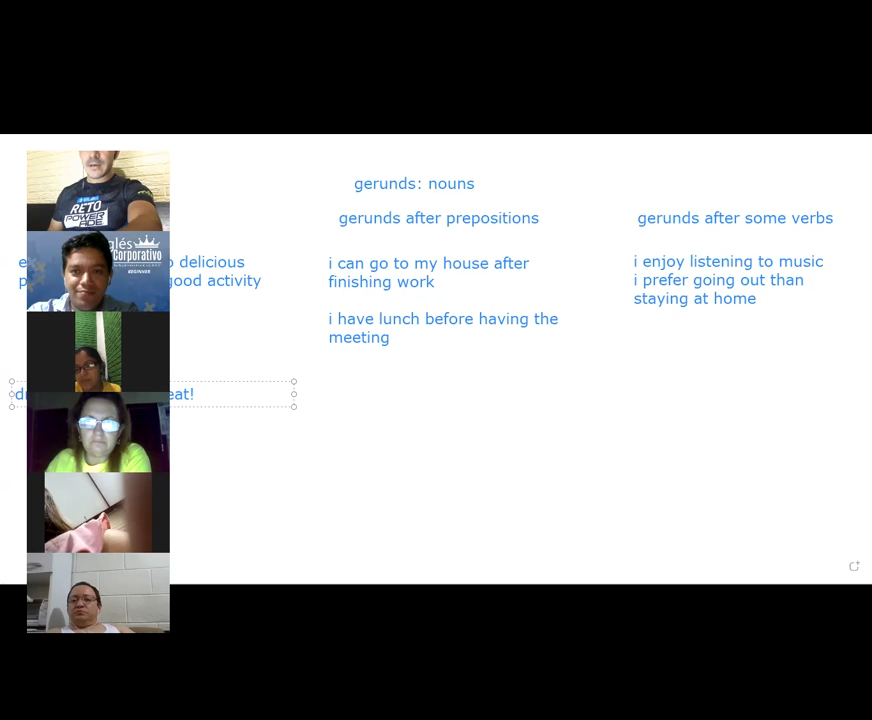 gerunds: nouns
gerunds after prepositions
gerunds after some verbs
delicious
good activity
i can go to my house after
finishing work
i have lunch before having the
meeting
i enjoy listening to music
i prefer going out than
staying at home
eat!
RETO
POWER
Corporativo
BEGINNER